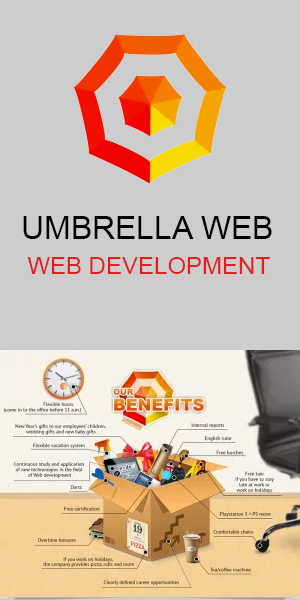 UMBRELLA WEB
WEB DEVELOPMENT
OUR
BENEFITS
Flexible hours
(come in to the office before 11 a.m.)
New Year's gifts to our employees' children,
wedding gifts and new baby gifts
Flexible vacation system
Continuous study and application
of new technologies in the field
of Web development
Darts
Free certification
Overtime bonuses
If you work on holidays,
the company provides pizza, rolls and more
Clearly defined career opportunities
Internal reports
English tutor
Free lunches
Free taxi
if you have to stay
late at work or
work on holidays
Playstation 3 + PS move
Comfortable chairs
Tea/coffee machine
19
PIZZA